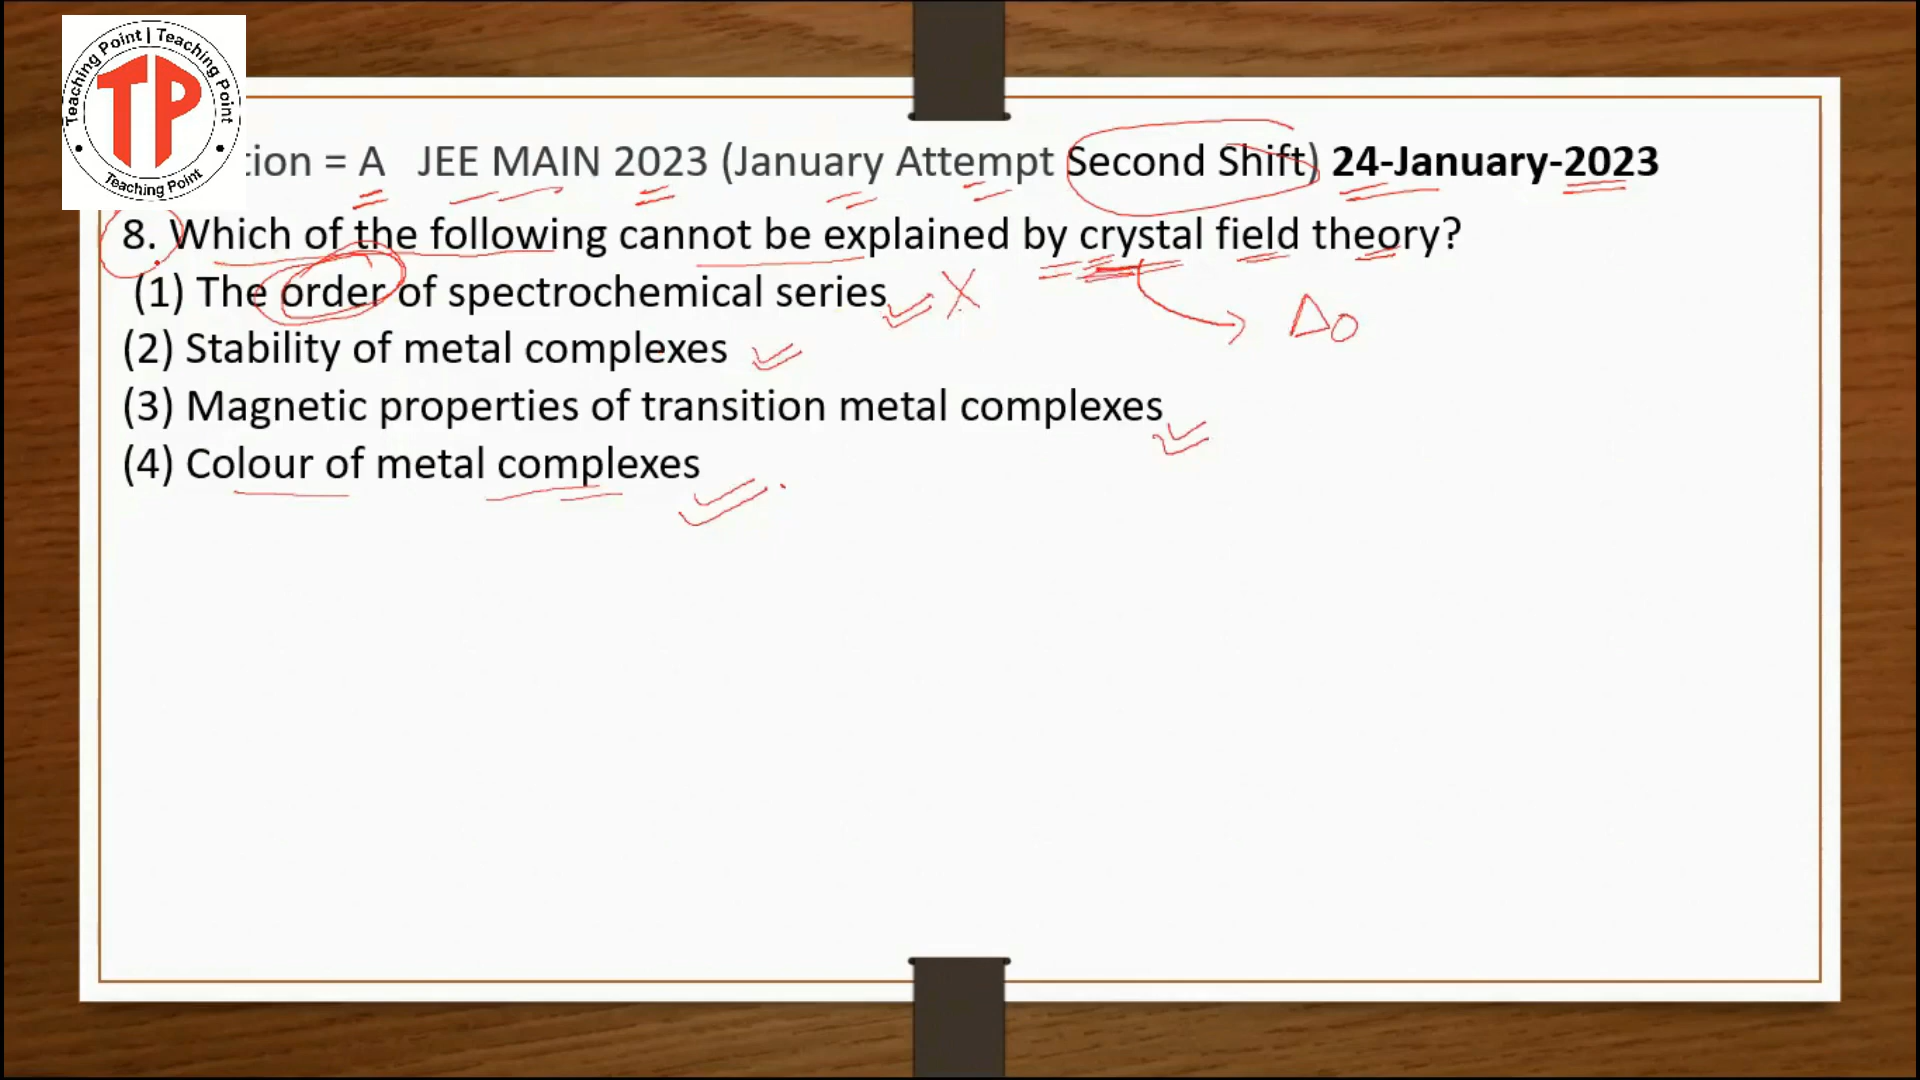 Teaching Point | Teaching Point
TP
Teaching Point
tion = A JEE MAIN 2023 (January Attempt Second Shift) 24-January-2023
8. Which of the following cannot be explained by crystal field theory?
(1) The order of spectrochemical series
Δo
(2) Stability of metal complexes
(3) Magnetic properties of transition metal complexes
(4) Colour of metal complexes